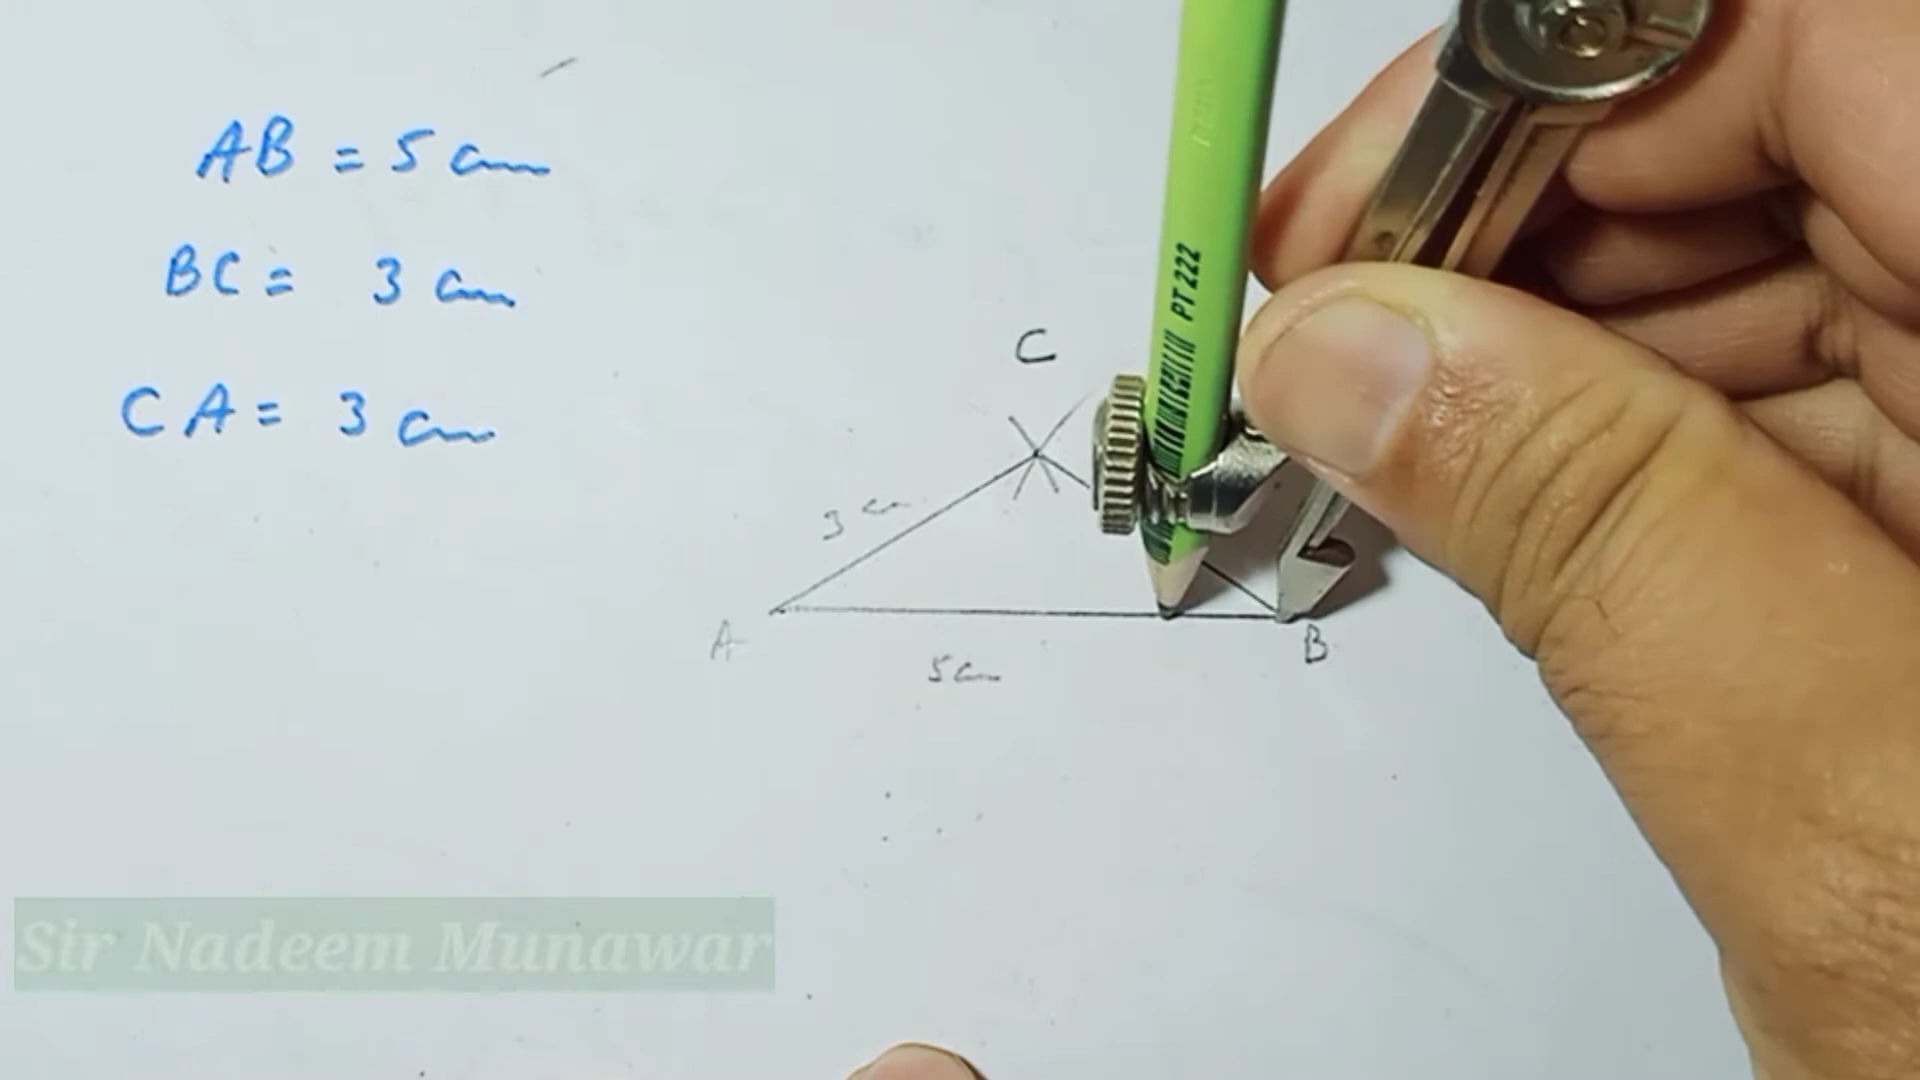 AB = 5 cm
BC = 3 cm
CA = 3 cm
C
PT 222
3 cm
A
B
5 cm
Sir Nadeem Munawar